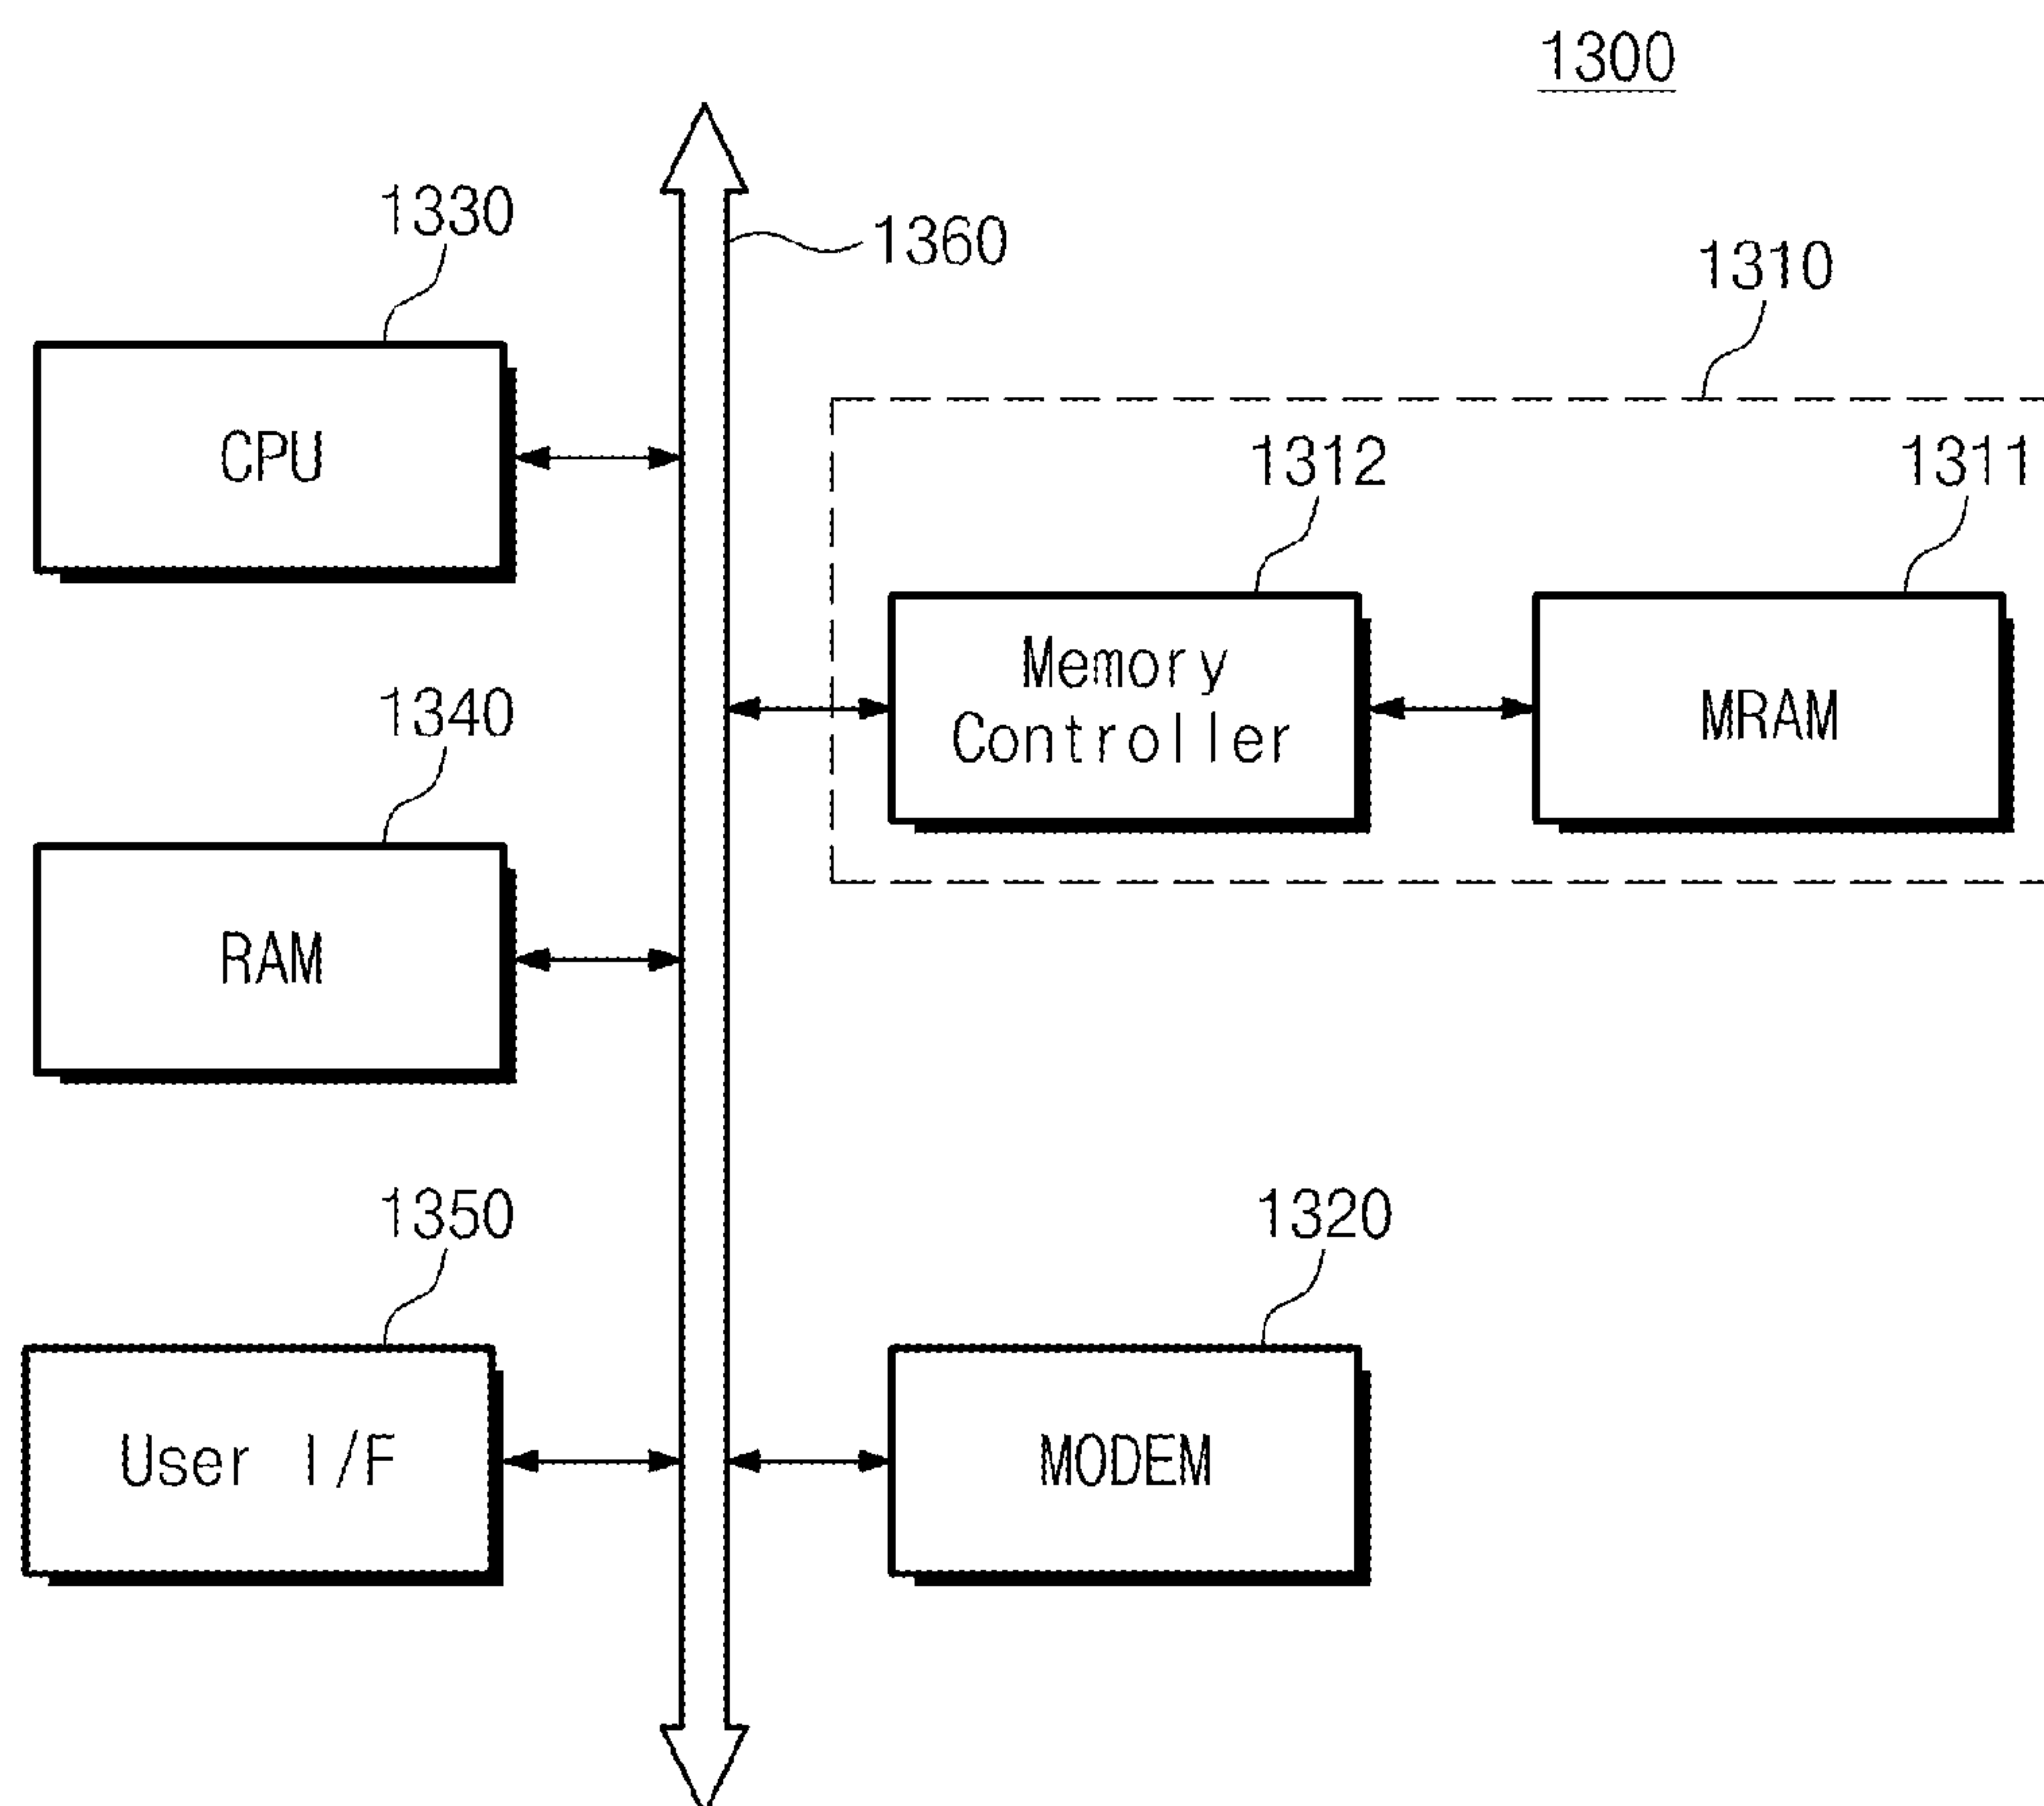 1300
1330
1360
1310
CPU
1312
1311
Memory
Controller
MRAM
1340
RAM
1350
1320
User I/F
MODEM